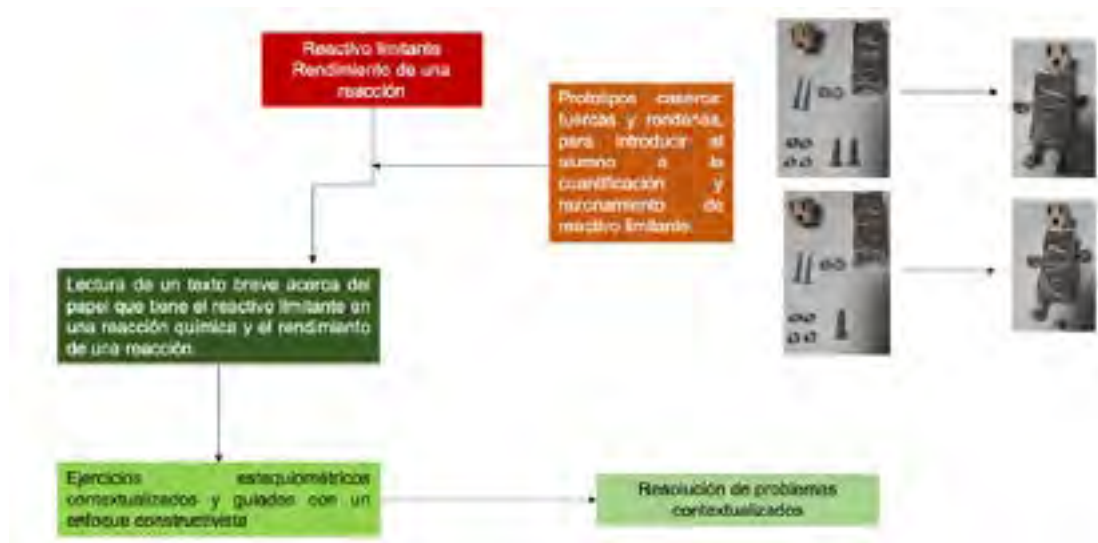 Reactivo limitante
Rendimiento de una
reacción
Prototipos caseros:
tuercas y rondanas,
para introducir al
alumno a la
cuantificación y
razonamiento de
reactivo limitante.
Lectura de un texto breve acerca del
papel que tiene el reactivo limitante en
una reacción química y el rendimiento
de una reacción.
Ejercicios estequiométricos
contextualizados y guiados con un
enfoque constructivista
Resolución de problemas
contextualizados